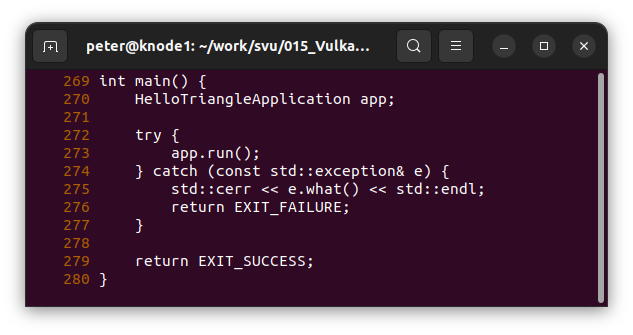 peter@knode1: ~/work/svu/015_Vulka...
269 int main() {
270     HelloTriangleApplication app;
271
272     try {
273         app.run();
274     } catch (const std::exception& e) {
275         std::cerr << e.what() << std::endl;
276         return EXIT_FAILURE;
277     }
278
279     return EXIT_SUCCESS;
280 }